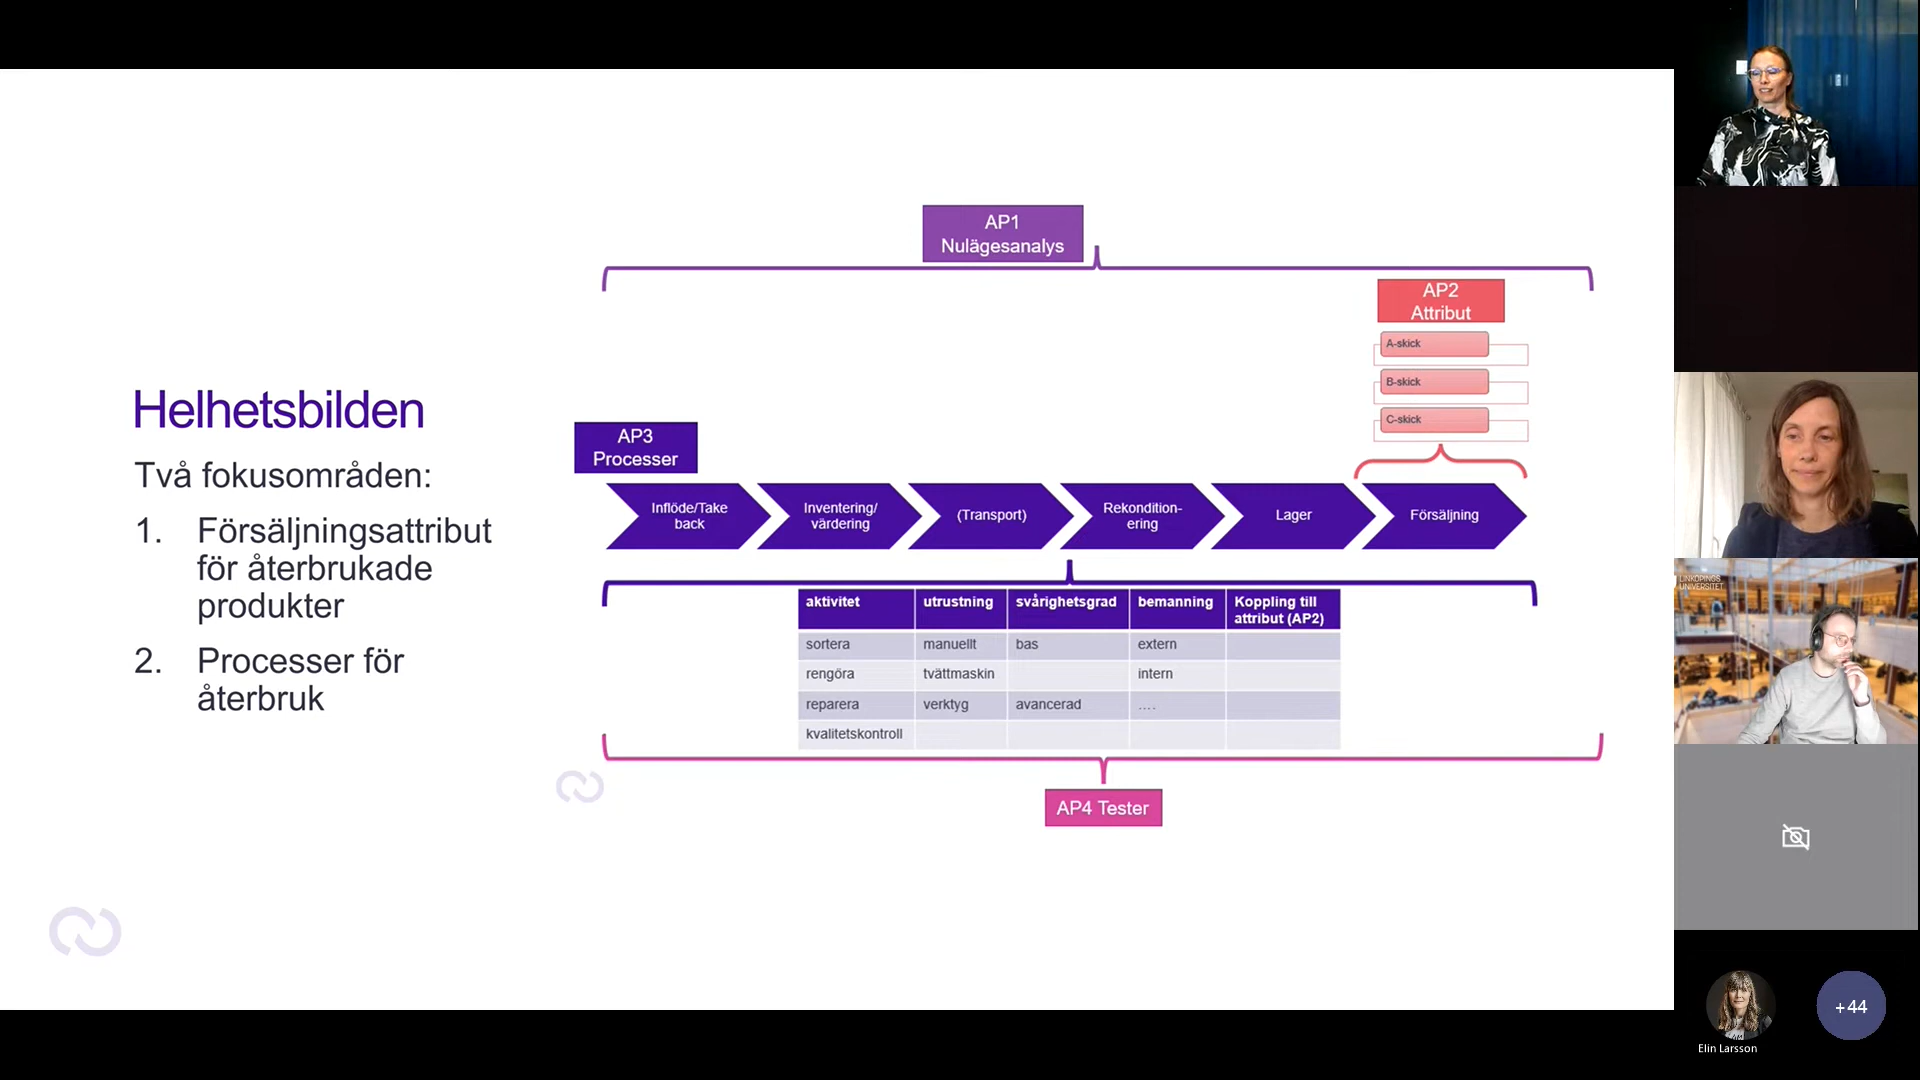 Helhetsbilden
Två fokusområden:
1. Försäljningsattribut
för återbrukade
produkter
2. Processer för
återbruk
AP1
Nulägesanalys
AP2
Attribut
A-skick
B-skick
C-skick
AP3
Processer
Inflöde/Take
back
Inventering/
värdering
(Transport)
Rekondition-
ering
Lager
Försäljning
aktivitet utrustning svårighetsgrad bemanning Koppling till
attribut (AP2)
sortera manuellt bas extern
rengöra tvättmaskin intern
reparera verktyg avancerad ....
kvalitetskontroll
AP4 Tester
LINKÖPINGS
UNIVERSITET
+44
Elin Larsson